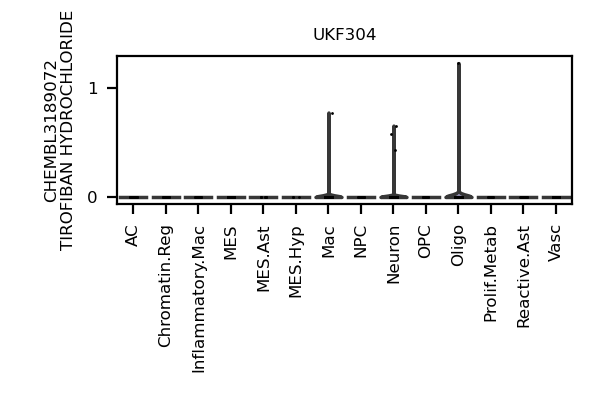 UKF304
CHEMBL3189072
TIROFIBAN HYDROCHLORIDE
1
0
AC
Chromatin.Reg
Inflammatory.Mac
MES
MES.Ast
MES.Hyp
Mac
NPC
Neuron
OPC
Oligo
Prolif.Metab
Reactive.Ast
Vasc